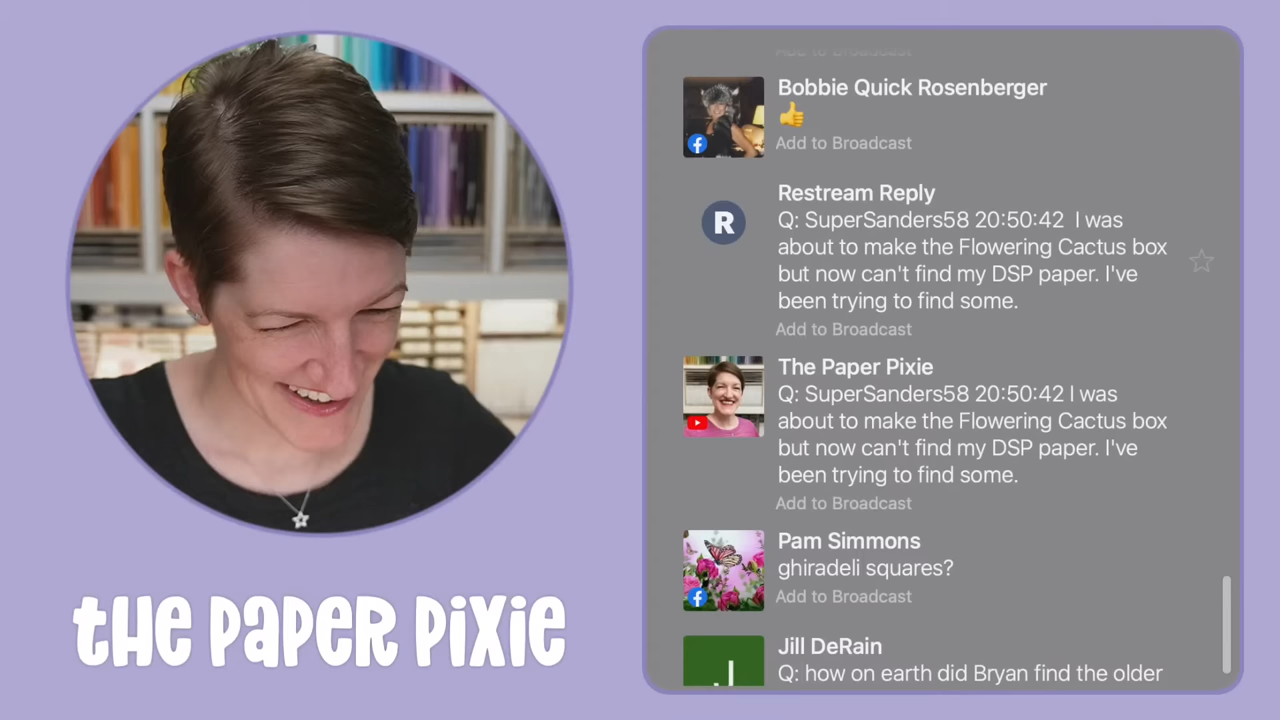 Add to Broadcast
Bobbie Quick Rosenberger
👍
Add to Broadcast
R
Restream Reply
Q: SuperSanders58 20:50:42 I was
about to make the Flowering Cactus box
but now can't find my DSP paper. I've
been trying to find some.
Add to Broadcast
The Paper Pixie
Q: SuperSanders58 20:50:42 I was
about to make the Flowering Cactus box
but now can't find my DSP paper. I've
been trying to find some.
Add to Broadcast
Pam Simmons
ghiradeli squares?
Add to Broadcast
J
Jill DeRain
Q: how on earth did Bryan find the older
the PAPER PiXiE